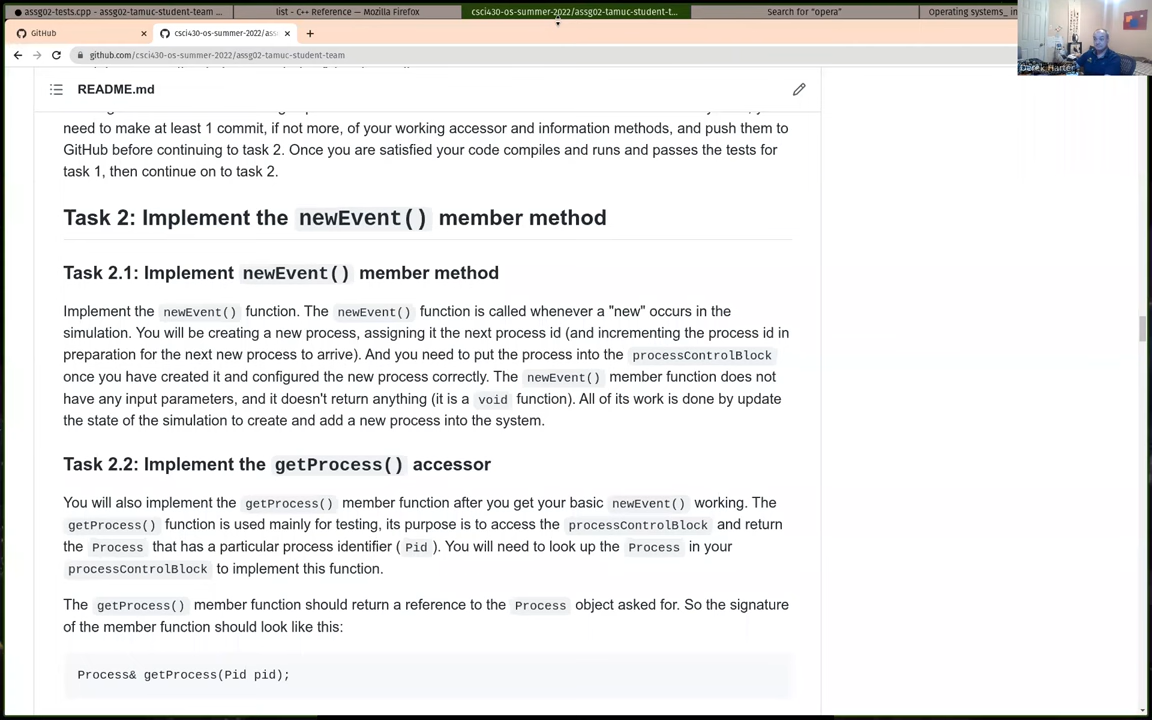 assg02-tests.cpp - assg02-tamuc-student-team ...
list - C++ Reference — Mozilla Firefox
csci430-os-summer-2022/assg02-tamuc-student-t...
Search for "opera"
Operating systems_ in
GitHub
csci430-os-summer-2022/ass
github.com/csci430-os-summer-2022/assg02-tamuc-student-team
Derek Harter
README.md
need to make at least 1 commit, if not more, of your working accessor and information methods, and push them to
GitHub before continuing to task 2. Once you are satisfied your code compiles and runs and passes the tests for
task 1, then continue on to task 2.
Task 2: Implement the newEvent() member method
Task 2.1: Implement newEvent() member method
Implement the newEvent() function. The newEvent() function is called whenever a "new" occurs in the
simulation. You will be creating a new process, assigning it the next process id (and incrementing the process id in
preparation for the next new process to arrive). And you need to put the process into the processControlBlock
once you have created it and configured the new process correctly. The newEvent() member function does not
have any input parameters, and it doesn't return anything (it is a void function). All of its work is done by update
the state of the simulation to create and add a new process into the system.
Task 2.2: Implement the getProcess() accessor
You will also implement the getProcess() member function after you get your basic newEvent() working. The
getProcess() function is used mainly for testing, its purpose is to access the processControlBlock and return
the Process that has a particular process identifier ( Pid ). You will need to look up the Process in your
processControlBlock to implement this function.
The getProcess() member function should return a reference to the Process object asked for. So the signature
of the member function should look like this:
Process& getProcess(Pid pid);